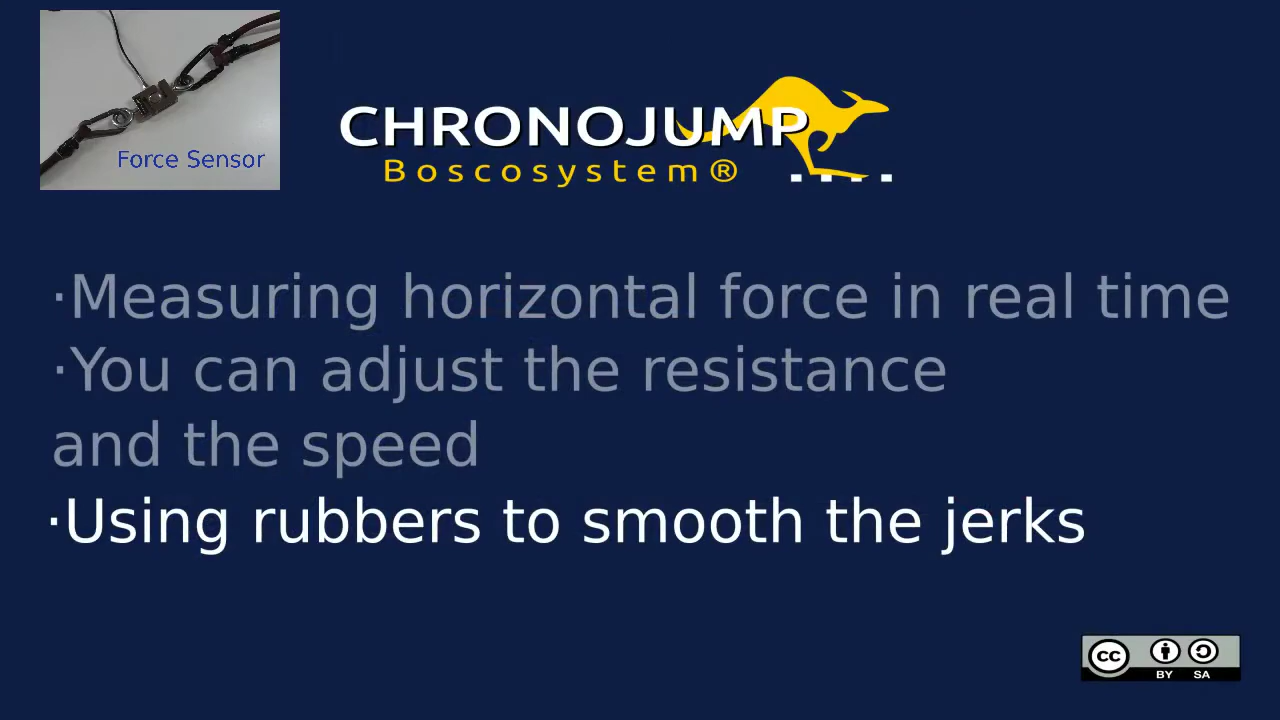 Force Sensor
CHRONOJUMP
Boscosystem®
·Measuring horizontal force in real time
·You can adjust the resistance
and the speed
·Using rubbers to smooth the jerks
cc
BY SA